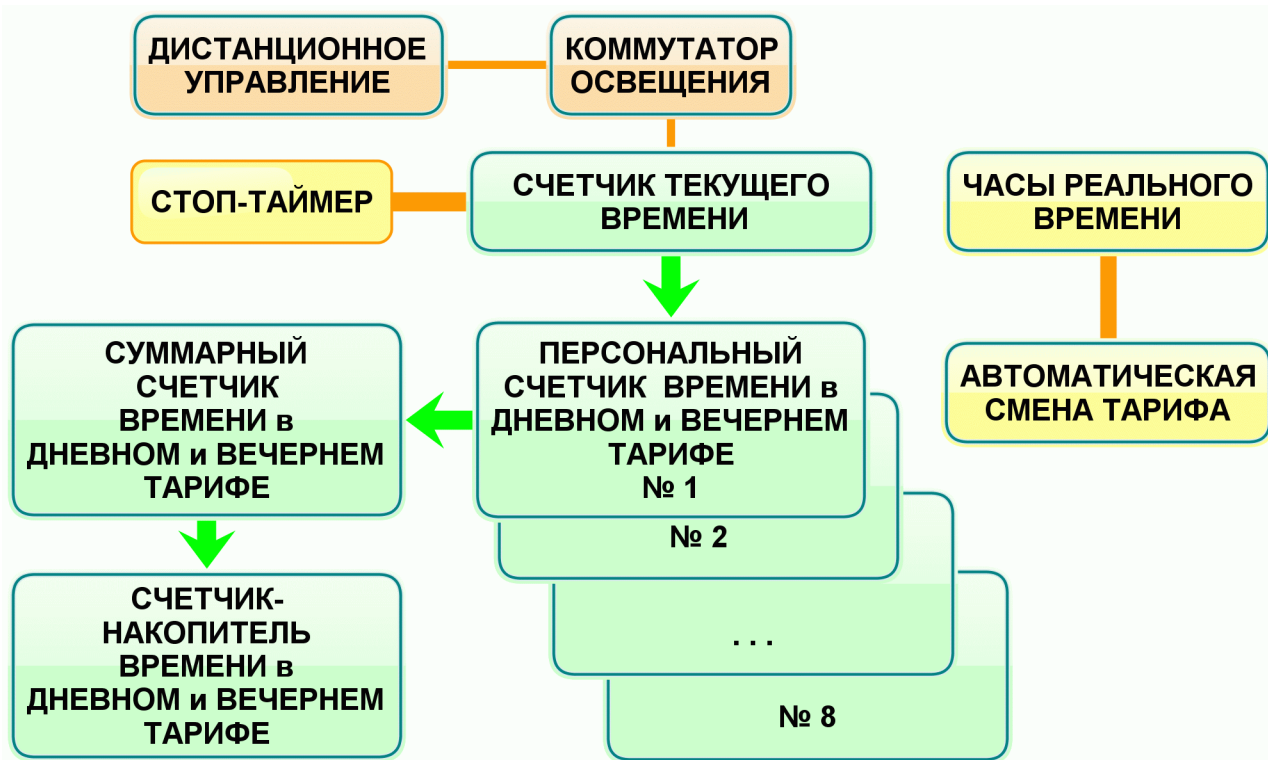 ДИСТАНЦИОННОЕ
УПРАВЛЕНИЕ
КОММУТАТОР
ОСВЕЩЕНИЯ
СТОП-ТАЙМЕР
СЧЕТЧИК ТЕКУЩЕГО
ВРЕМЕНИ
ЧАСЫ РЕАЛЬНОГО
ВРЕМЕНИ
СУММАРНЫЙ
СЧЕТЧИК
ВРЕМЕНИ в
ДНЕВНОМ и ВЕЧЕРНЕМ
ТАРИФЕ
ПЕРСОНАЛЬНЫЙ
СЧЕТЧИК ВРЕМЕНИ в
ДНЕВНОМ и ВЕЧЕРНЕМ
ТАРИФЕ
№ 1
АВТОМАТИЧЕСКАЯ
СМЕНА ТАРИФА
№ 2
. . .
№ 8
СЧЕТЧИК-
НАКОПИТЕЛЬ
ВРЕМЕНИ в
ДНЕВНОМ и ВЕЧЕРНЕМ
ТАРИФЕ